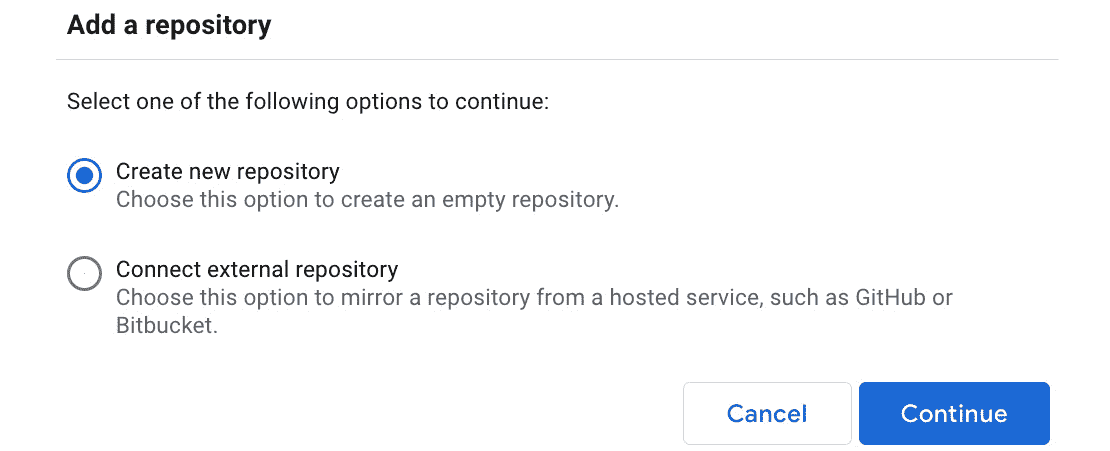 Add a repository
Select one of the following options to continue:
Create new repository
Choose this option to create an empty repository.
Connect external repository
Choose this option to mirror a repository from a hosted service, such as GitHub or
Bitbucket.
Cancel
Continue